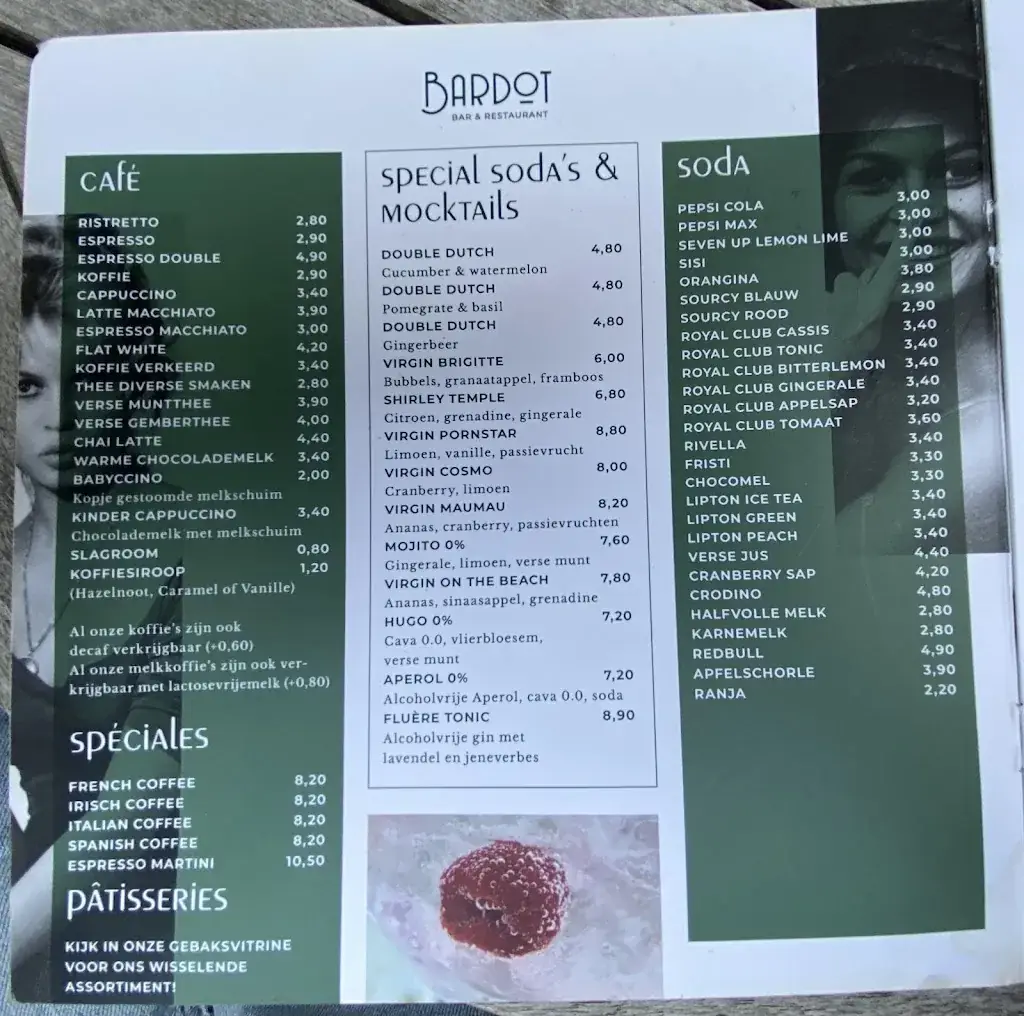 BARDOT
BAR & RESTAURANT
café
RISTRETTO 2,80
ESPRESSO 2,90
ESPRESSO DOUBLE 4,90
KOFFIE 2,90
CAPPUCCINO 3,40
LATTE MACCHIATO 3,90
ESPRESSO MACCHIATO 3,00
FLAT WHITE 4,20
KOFFIE VERKEERD 3,40
THEE DIVERSE SMAKEN 2,80
VERSE MUNTTHEE 3,90
VERSE GEMBERTHEE 4,00
CHAI LATTE 4,40
WARME CHOCOLADEMELK 3,40
BABYCCINO 2,00
Kopje gestoomde melkschuim
KINDER CAPPUCCINO 3,40
Chocolademelk met melkschuim
SLAGROOM 0,80
KOFFIESIROOP 1,20
(Hazelnoot, Caramel of Vanille)
Al onze koffie's zijn ook
decaf verkrijgbaar (+0,60)
Al onze melkkoffie's zijn ook ver-
krijgbaar met lactosevrijemelk (+0,80)
spéciales
FRENCH COFFEE 8,20
IRISCH COFFEE 8,20
ITALIAN COFFEE 8,20
SPANISH COFFEE 8,20
ESPRESSO MARTINI 10,50
pâtisseries
KIJK IN ONZE GEBAKSVITRINE
VOOR ONS WISSELENDE
ASSORTIMENT!
special soda's &
mocktails
DOUBLE DUTCH 4,80
Cucumber & watermelon
DOUBLE DUTCH 4,80
Pomegrate & basil
DOUBLE DUTCH 4,80
Gingerbeer
VIRGIN BRIGITTE 6,00
Bubbels, granaatappel, framboos
SHIRLEY TEMPLE 6,80
Citroen, grenadine, gingerale
VIRGIN PORNSTAR 8,80
Limoen, vanille, passievrucht
VIRGIN COSMO 8,00
Cranberry, limoen
VIRGIN MAUMAU 8,20
Ananas, cranberry, passievruchten
MOJITO 0% 7,60
Gingerale, limoen, verse munt
VIRGIN ON THE BEACH 7,80
Ananas, sinaasappel, grenadine
HUGO 0% 7,20
Cava 0.0, vlierbloesem,
verse munt
APEROL 0% 7,20
Alcoholvrije Aperol, cava 0.0, soda
FLUÈRE TONIC 8,90
Alcoholvrije gin met
lavendel en jeneverbes
soda
PEPSI COLA 3,00
PEPSI MAX 3,00
SEVEN UP LEMON LIME 3,00
SISI 3,00
ORANGINA 3,80
SOURCY BLAUW 2,90
SOURCY ROOD 2,90
ROYAL CLUB CASSIS 3,40
ROYAL CLUB TONIC 3,40
ROYAL CLUB BITTERLEMON 3,40
ROYAL CLUB GINGERALE 3,40
ROYAL CLUB APPELSAP 3,20
ROYAL CLUB TOMAAT 3,60
RIVELLA 3,40
FRISTI 3,30
CHOCOMEL 3,30
LIPTON ICE TEA 3,40
LIPTON GREEN 3,40
LIPTON PEACH 3,40
VERSE JUS 4,40
CRANBERRY SAP 4,20
CRODINO 4,80
HALFVOLLE MELK 2,80
KARNEMELK 2,80
REDBULL 4,90
APFELSCHORLE 3,90
RANJA 2,20